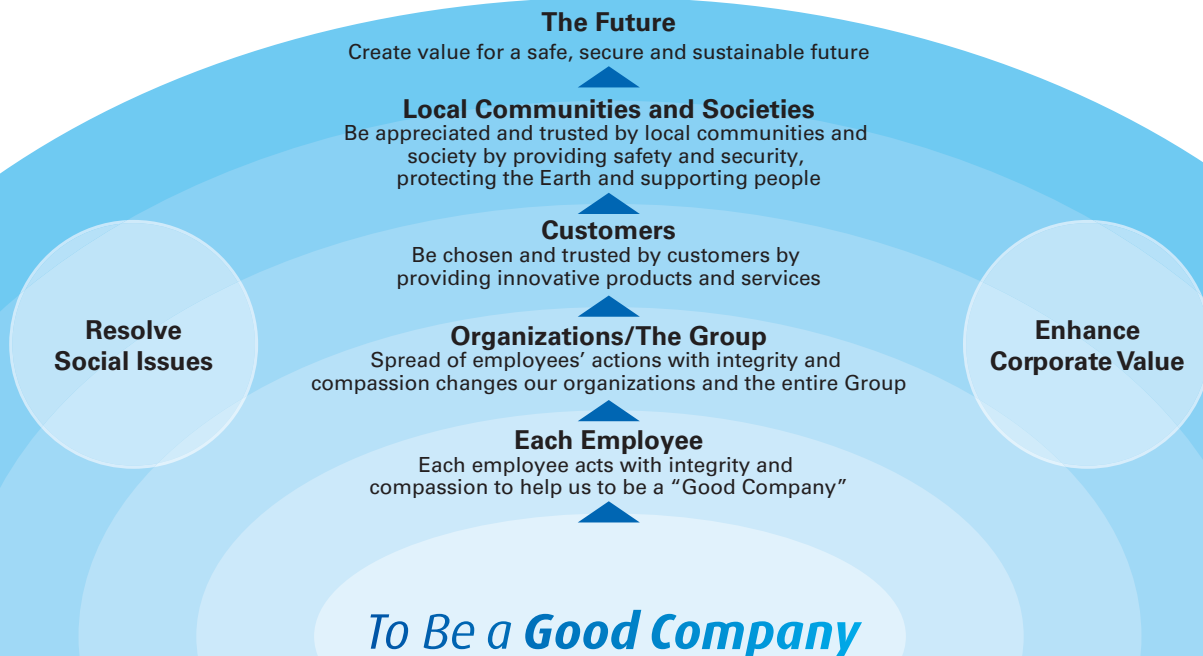 The Future
Create value for a safe, secure and sustainable future
Local Communities and Societies
Be appreciated and trusted by local communities and
society by providing safety and security,
protecting the Earth and supporting people
Customers
Be chosen and trusted by customers by
providing innovative products and services
Resolve
Social Issues
Enhance
Corporate Value
Organizations/The Group
Spread of employees’ actions with integrity and
compassion changes our organizations and the entire Group
Each Employee
Each employee acts with integrity and
compassion to help us to be a “Good Company”
To Be a Good Company